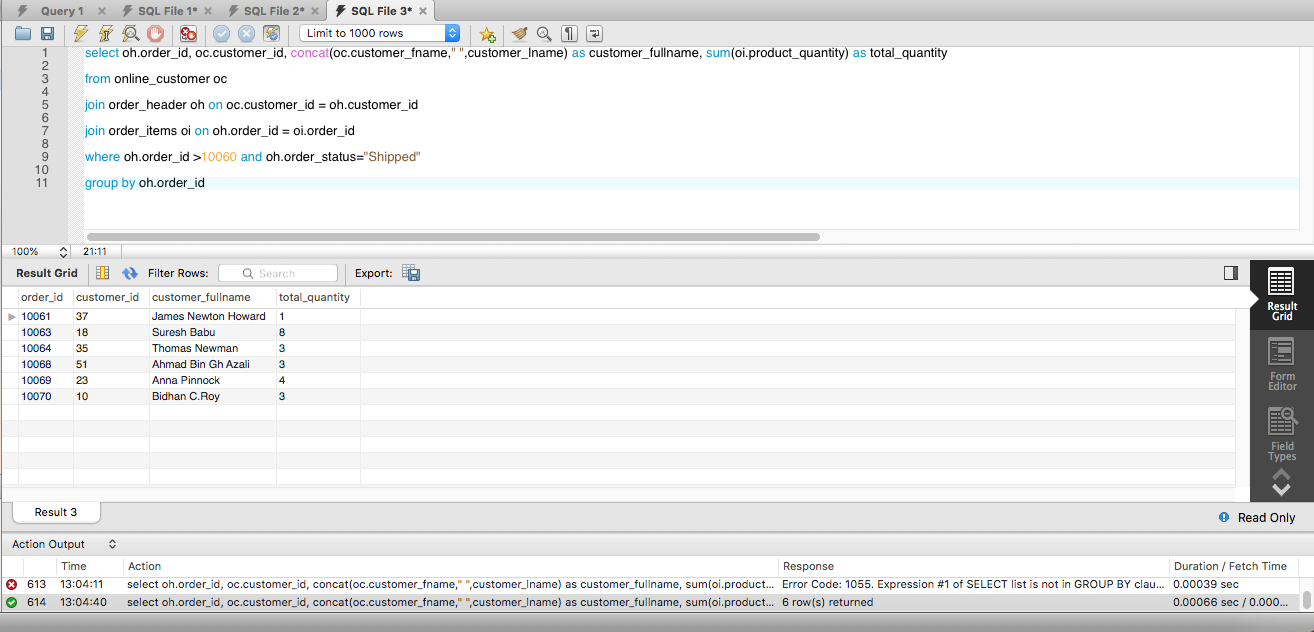 Query 1 SQL File 1* SQL File 2* SQL File 3*
Limit to 1000 rows
1 select oh.order_id, oc.customer_id, concat(oc.customer_fname," ",customer_lname) as customer_fullname, sum(oi.product_quantity) as total_quantity
2
3 from online_customer oc
4
5 join order_header oh on oc.customer_id = oh.customer_id
6
7 join order_items oi on oh.order_id = oi.order_id
8
9 where oh.order_id >10060 and oh.order_status="Shipped"
10
11 group by oh.order_id
100% 21:11
Result Grid Filter Rows: Search Export:
order_id customer_id customer_fullname total_quantity
10061 37 James Newton Howard 1
10063 18 Suresh Babu 8
10064 35 Thomas Newman 3
10068 51 Ahmad Bin Gh Azali 3
10069 23 Anna Pinnock 4
10070 10 Bidhan C.Roy 3
Result
Grid
Form
Editor
Field
Types
Result 3 Read Only
Action Output
Time Action Response Duration / Fetch Time
613 13:04:11 select oh.order_id, oc.customer_id, concat(oc.customer_fname," ",customer_lname) as customer_fullname, sum(oi.product... Error Code: 1055. Expression #1 of SELECT list is not in GROUP BY clau... 0.00039 sec
614 13:04:40 select oh.order_id, oc.customer_id, concat(oc.customer_fname," ",customer_lname) as customer_fullname, sum(oi.product... 6 row(s) returned 0.00066 sec / 0.000...